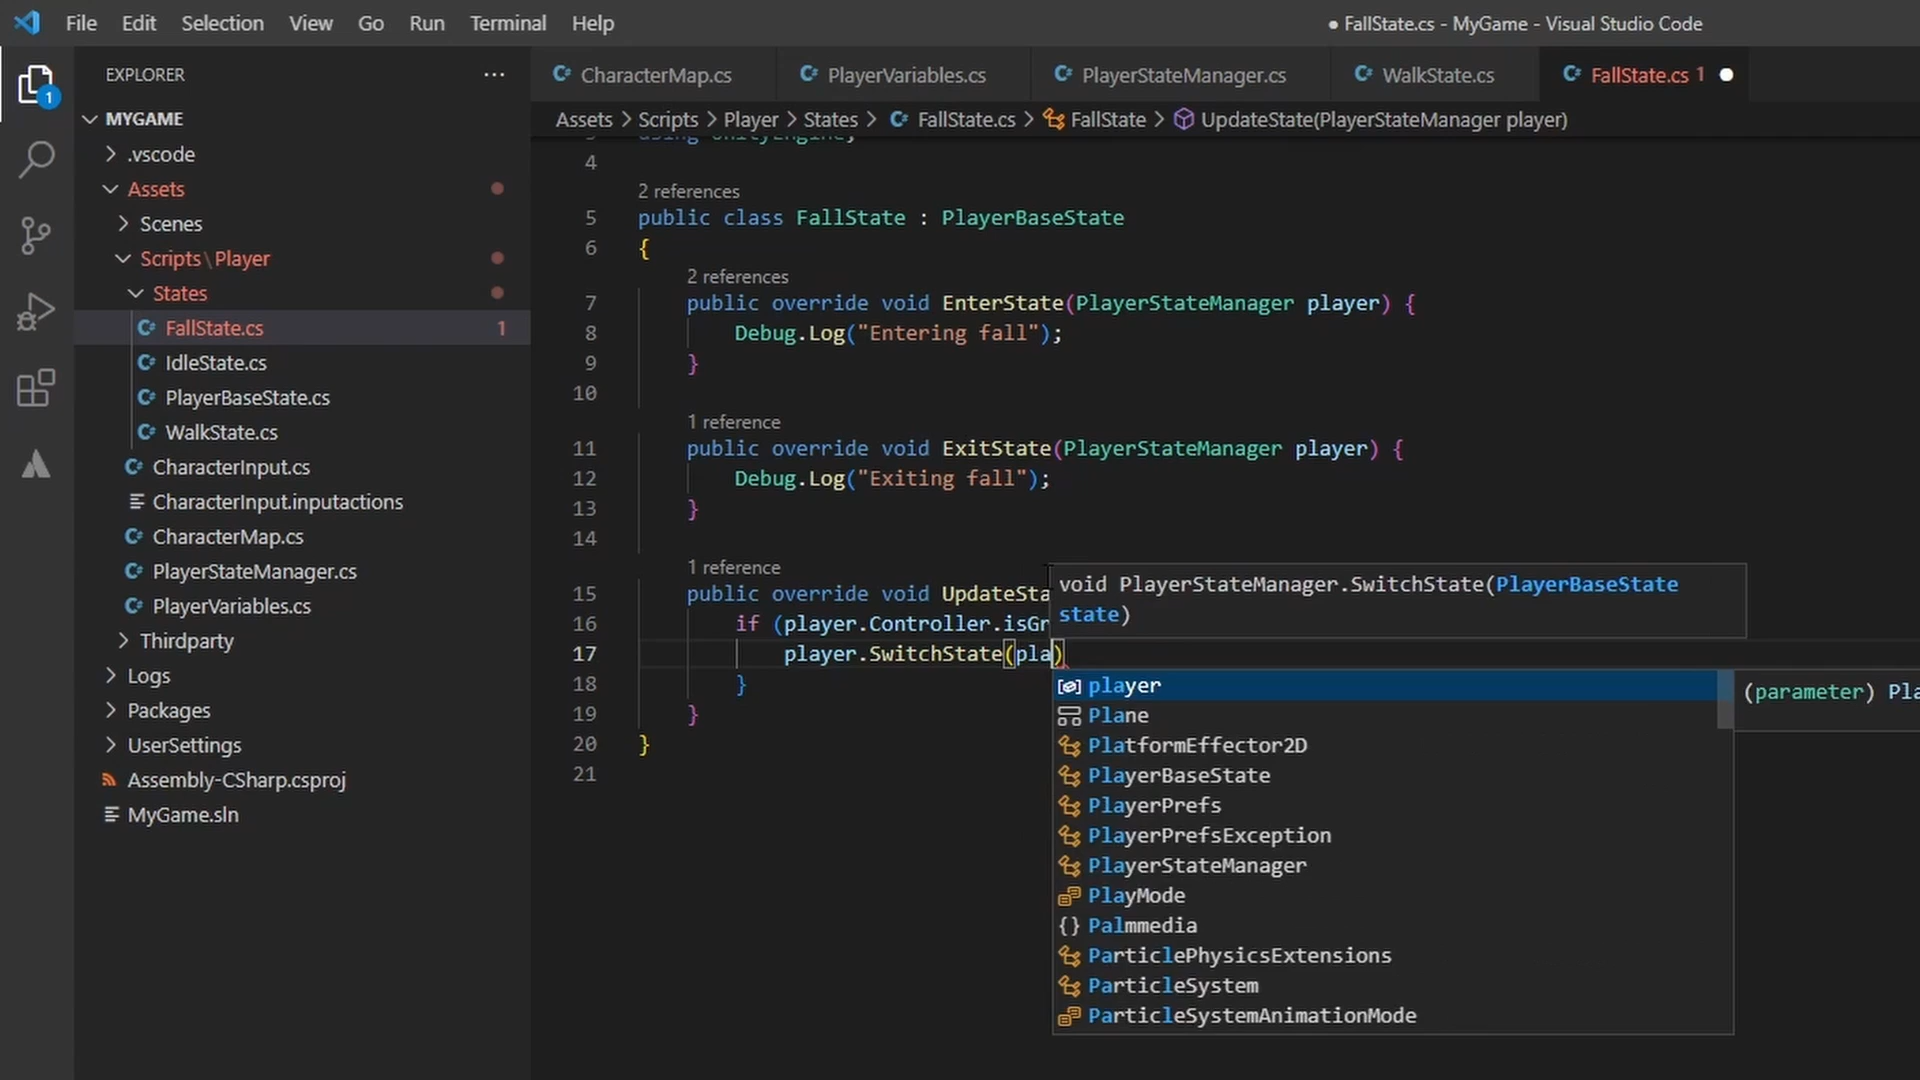 File Edit Selection View Go Run Terminal Help
● FallState.cs - MyGame - Visual Studio Code
EXPLORER
CharacterMap.cs
PlayerVariables.cs
PlayerStateManager.cs
WalkState.cs
FallState.cs 1
Assets > Scripts > Player > States > FallState.cs > FallState > UpdateState(PlayerStateManager player)
1
MYGAME
.vscode
Assets
Scenes
Scripts\Player
States
FallState.cs 1
IdleState.cs
PlayerBaseState.cs
WalkState.cs
CharacterInput.cs
CharacterInput.inputactions
CharacterMap.cs
PlayerStateManager.cs
PlayerVariables.cs
Thirdparty
Logs
Packages
UserSettings
Assembly-CSharp.csproj
MyGame.sln
3 using UnityEngine;
4
2 references
5 public class FallState : PlayerBaseState
6 {
2 references
7 public override void EnterState(PlayerStateManager player) {
8 Debug.Log("Entering fall");
9 }
10
1 reference
11 public override void ExitState(PlayerStateManager player) {
12 Debug.Log("Exiting fall");
13 }
14
1 reference
15 public override void UpdateSta
16 if (player.Controller.isGr
17 player.SwitchState(pla)
18 }
19 }
20 }
21
void PlayerStateManager.SwitchState(PlayerBaseState
state)
player
Plane
PlatformEffector2D
PlayerBaseState
PlayerPrefs
PlayerPrefsException
PlayerStateManager
PlayMode
{} Palmmedia
ParticlePhysicsExtensions
ParticleSystem
ParticleSystemAnimationMode
(parameter) Pla